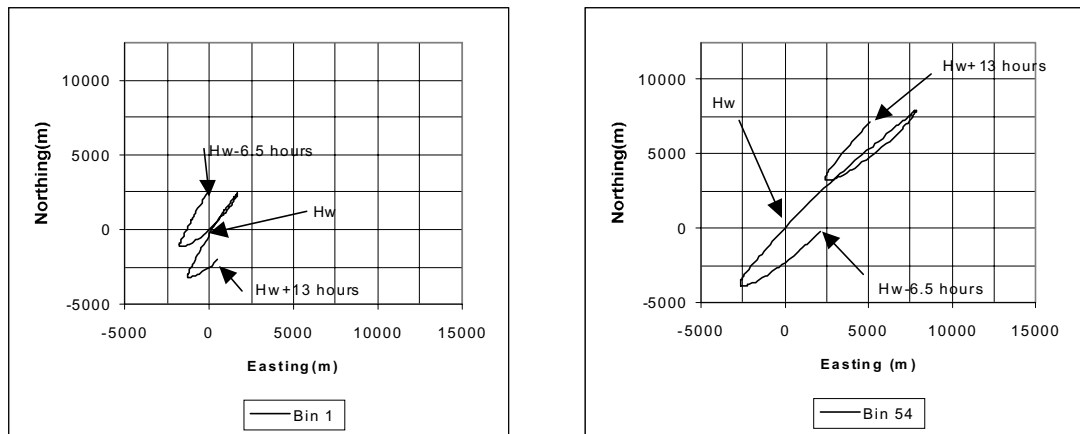 Northing(m)
10000
5000
0
-5000
Hw-6.5 hours
Hw
Hw+13 hours
-5000 0 5000 10000 15000
Easting(m)
Bin 1
Northing(m)
10000
5000
0
-5000
Hw+13 hours
Hw
Hw-6.5 hours
-5000 0 5000 10000 15000
Easting (m)
Bin 54